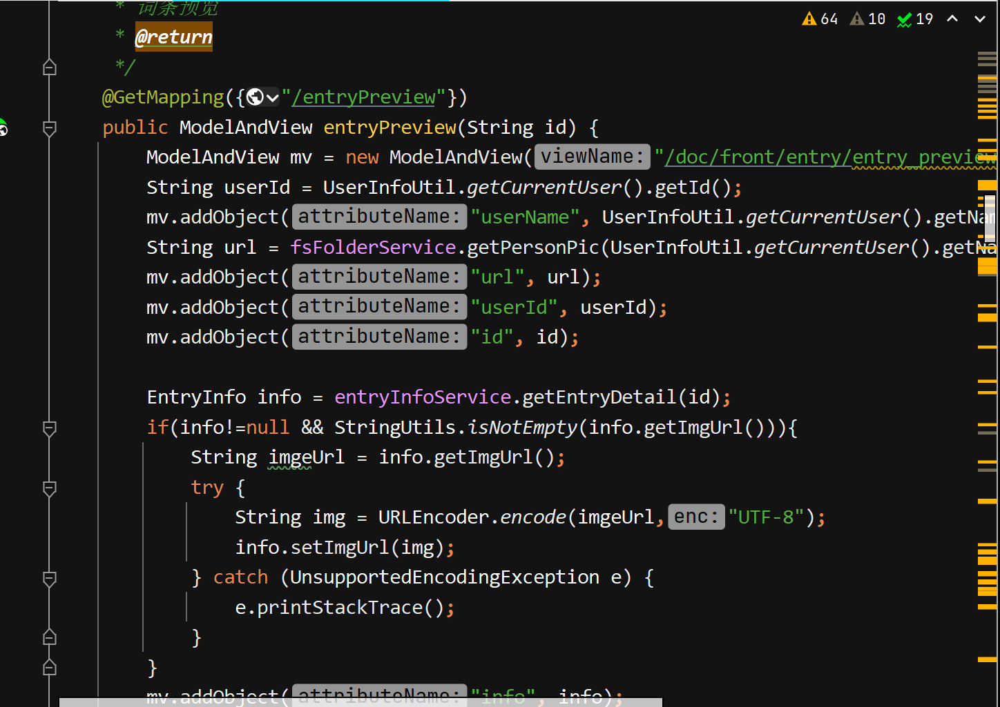 * 词条预览
64 10 19
* @return
*/
@GetMapping({"/entryPreview"})
public ModelAndView entryPreview(String id) {
ModelAndView mv = new ModelAndView(viewName: "/doc/front/entry/entry_preview
String userId = UserInfoUtil.getCurrentUser().getId();
mv.addObject(attributeName: "userName", UserInfoUtil.getCurrentUser().getNam
String url = fsFolderService.getPersonPic(UserInfoUtil.getCurrentUser().getNa
mv.addObject(attributeName: "url", url);
mv.addObject(attributeName: "userId", userId);
mv.addObject(attributeName: "id", id);
EntryInfo info = entryInfoService.getEntryDetail(id);
if(info!=null && StringUtils.isNotEmpty(info.getImgUrl())){
String imgeUrl = info.getImgUrl();
try {
String img = URLEncoder.encode(imgeUrl, enc: "UTF-8");
info.setImgUrl(img);
} catch (UnsupportedEncodingException e) {
e.printStackTrace();
}
}
mv.addObject(attributeName: "info", info);